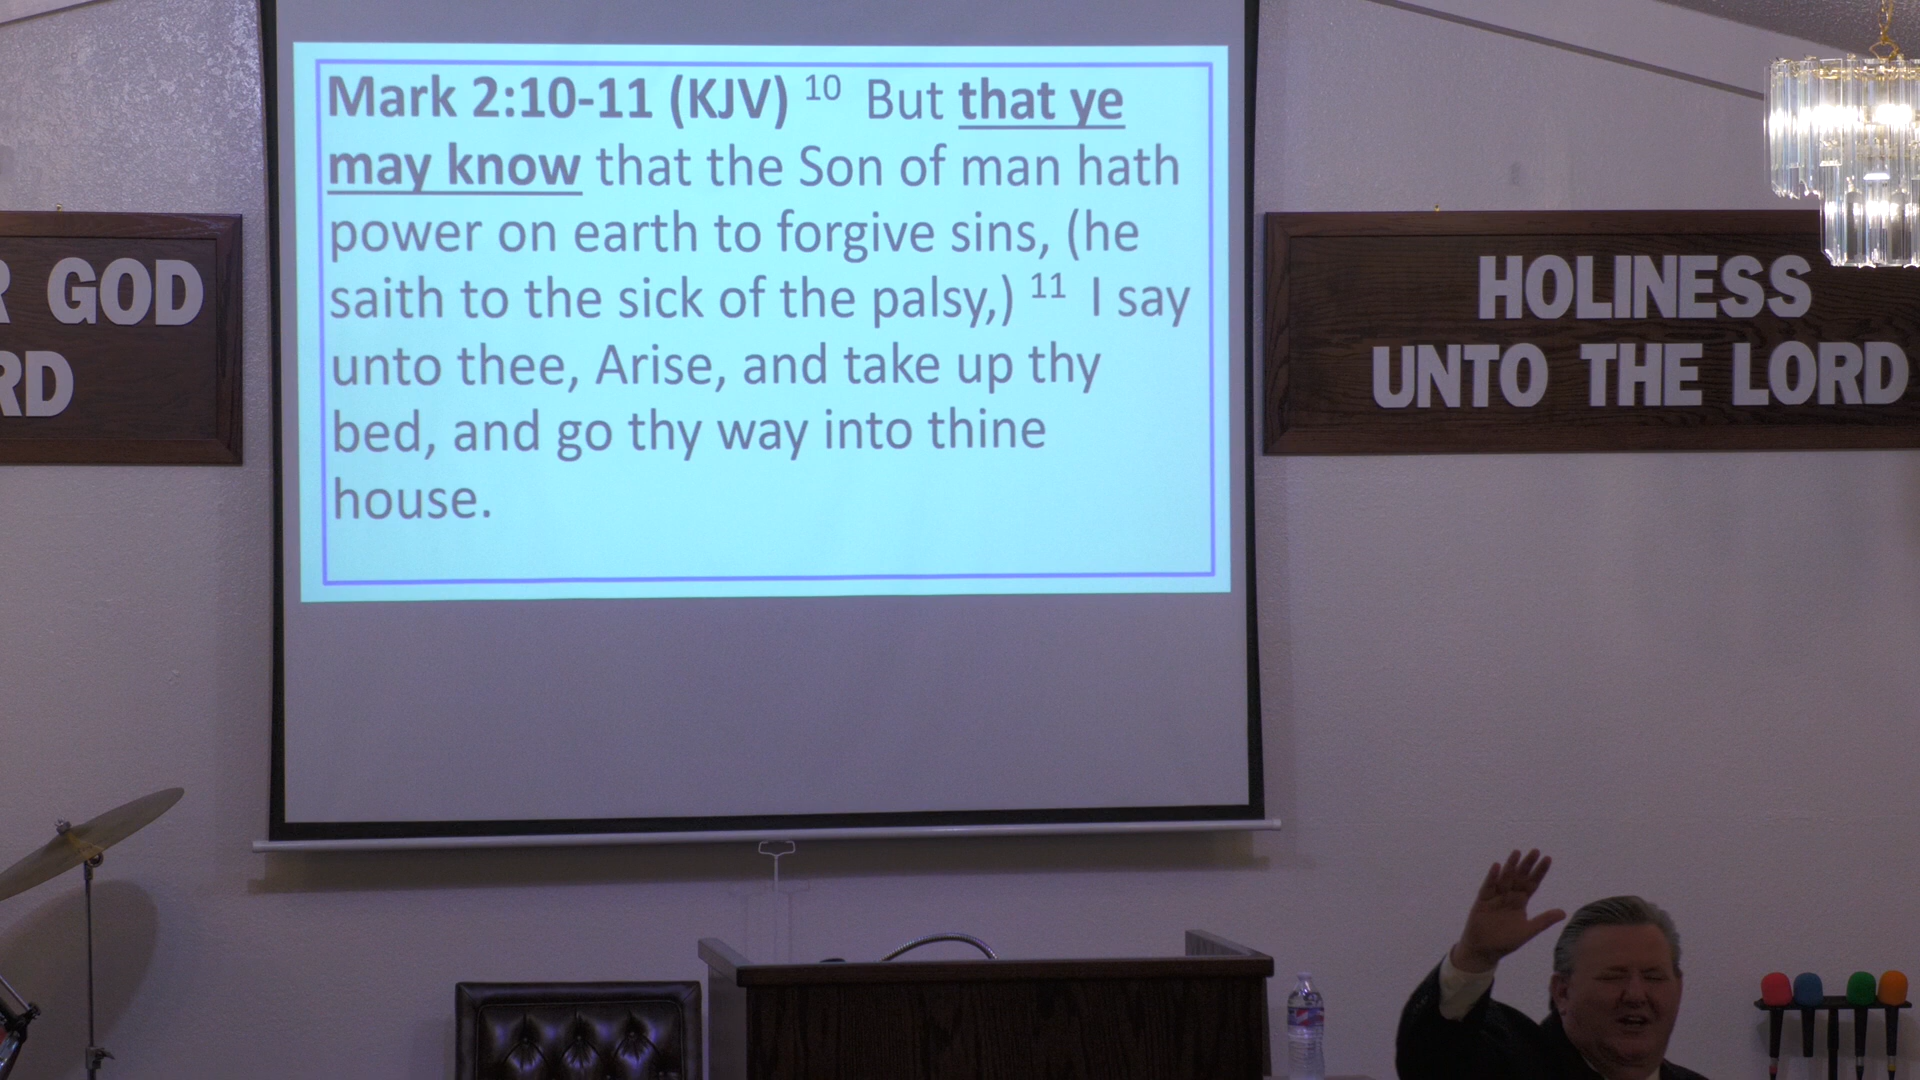 Mark 2:10-11 (KJV) 10 But that ye
may know that the Son of man hath
power on earth to forgive sins, (he
saith to the sick of the palsy,) 11 I say
unto thee, Arise, and take up thy
bed, and go thy way into thine
house.
GOD
HOLINESS
UNTO THE LORD